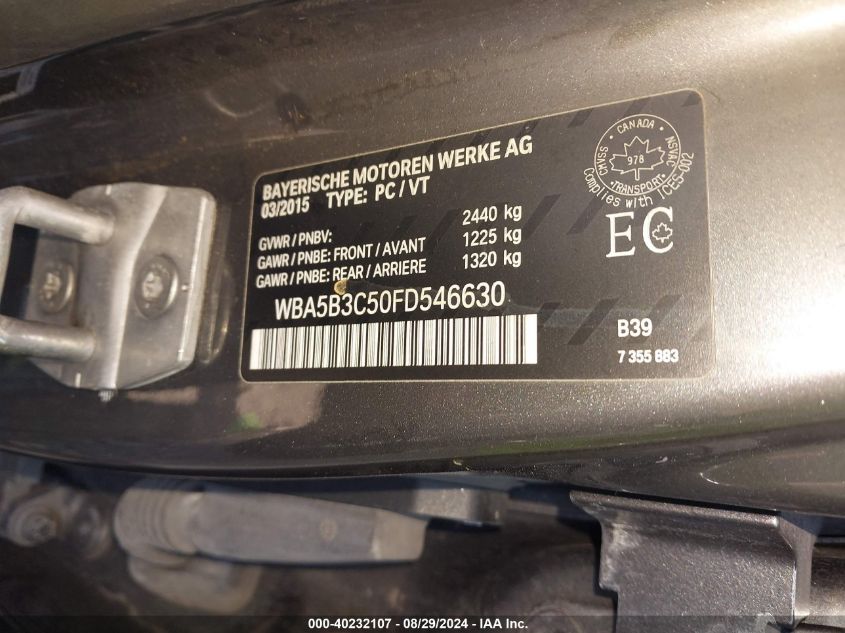 BAYERISCHE MOTOREN WERKE AG
03/2015 TYPE: PC / VT
GVWR / PNBV: 2440 kg
GAWR / PNBE: FRONT / AVANT 1225 kg
GAWR / PNBE: REAR / ARRIERE 1320 kg
WBA5B3C50FD546630
CANADA
CMVSS
NSVAC
978
TRANSPORT
Complies with ICES-002
EC
B39
7 355 883
000-40232107 - 08/29/2024 - IAA Inc.